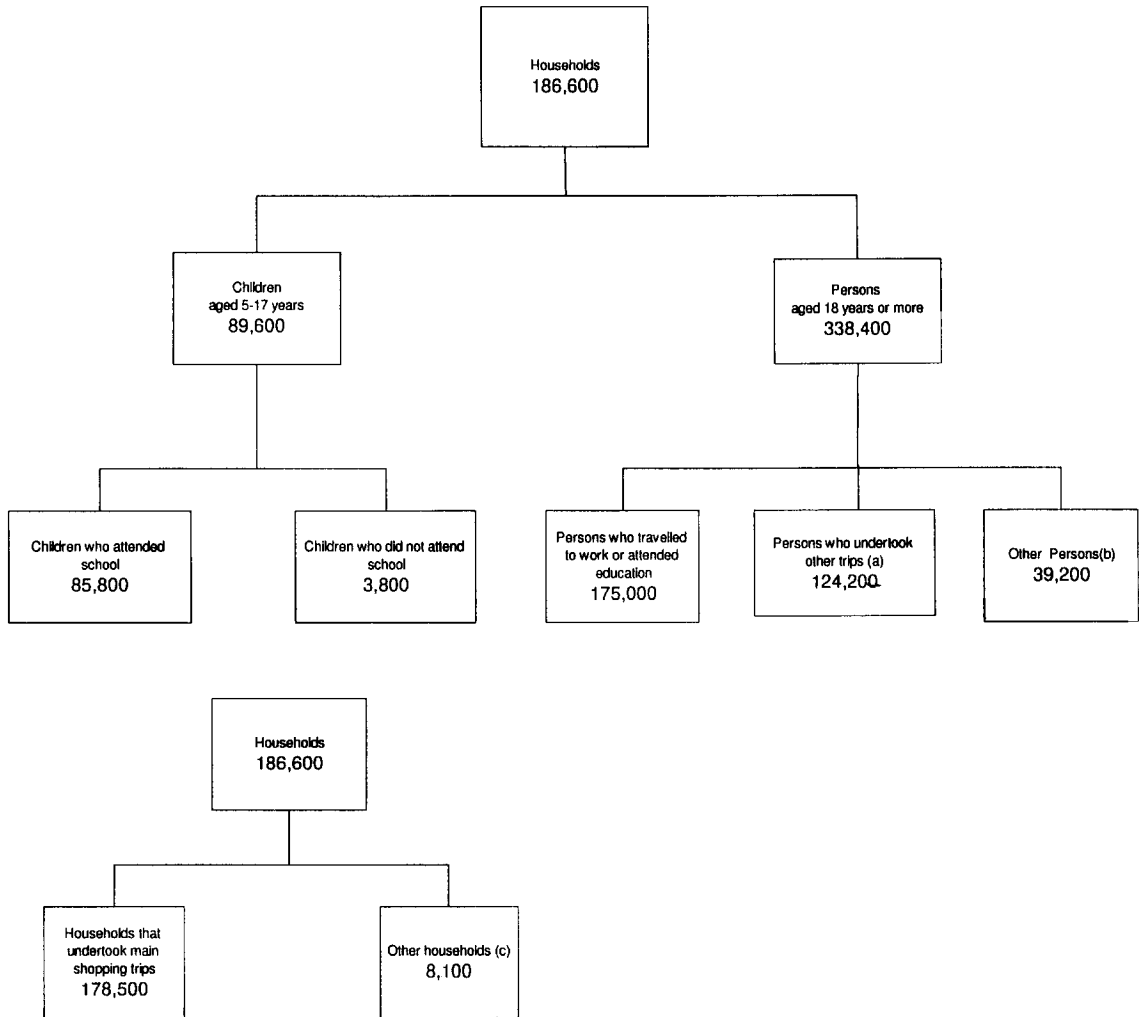 Households
186,600
Children
aged 5-17 years
89,600
Persons
aged 18 years or more
338,400
Children who attended
school
85,800
Children who did not attend
school
3,800
Persons who travelled
to work or attended
education
175,000
Persons who undertook
other trips (a)
124,200
Other Persons(b)
39,200
Households
186,600
Households that
undertook main
shopping trips
178,500
Other households (c)
8,100